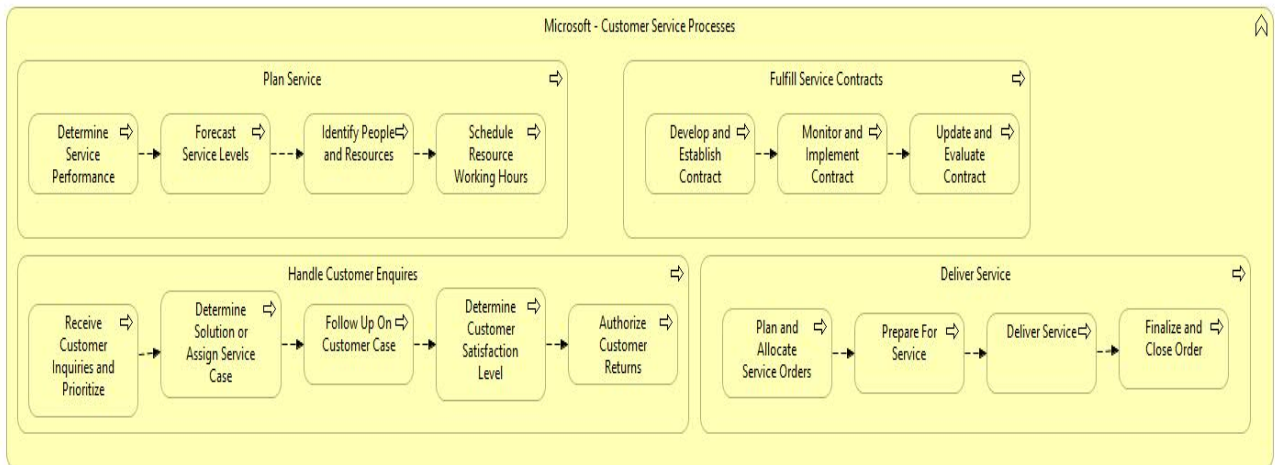 Microsoft - Customer Service Processes
Plan Service
Determine
Service
Performance
Forecast
Service Levels
Identify People
and Resources
Schedule
Resource
Working Hours
Fulfill Service Contracts
Develop and
Establish
Contract
Monitor and
Implement
Contract
Update and
Evaluate
Contract
Handle Customer Enquires
Receive
Customer
Inquiries and
Prioritize
Determine
Solution or
Assign Service
Case
Follow Up On
Customer Case
Determine
Customer
Satisfaction
Level
Authorize
Customer
Returns
Deliver Service
Plan and
Allocate
Service Orders
Prepare For
Service
Deliver Service
Finalize and
Close Order